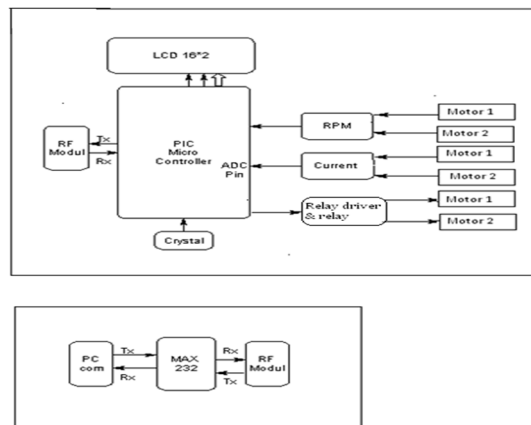 LCD 16*2
RF
Modul
Tx
Rx
PIC
Micro
Controller
ADC
Pin
RPM
Current
Relay driver
& relay
Motor 1
Motor 2
Motor 1
Motor 2
Motor 1
Motor 2
Crystal
PC
com
Tx
Rx
MAX
232
Rx
Tx
RF
Modul